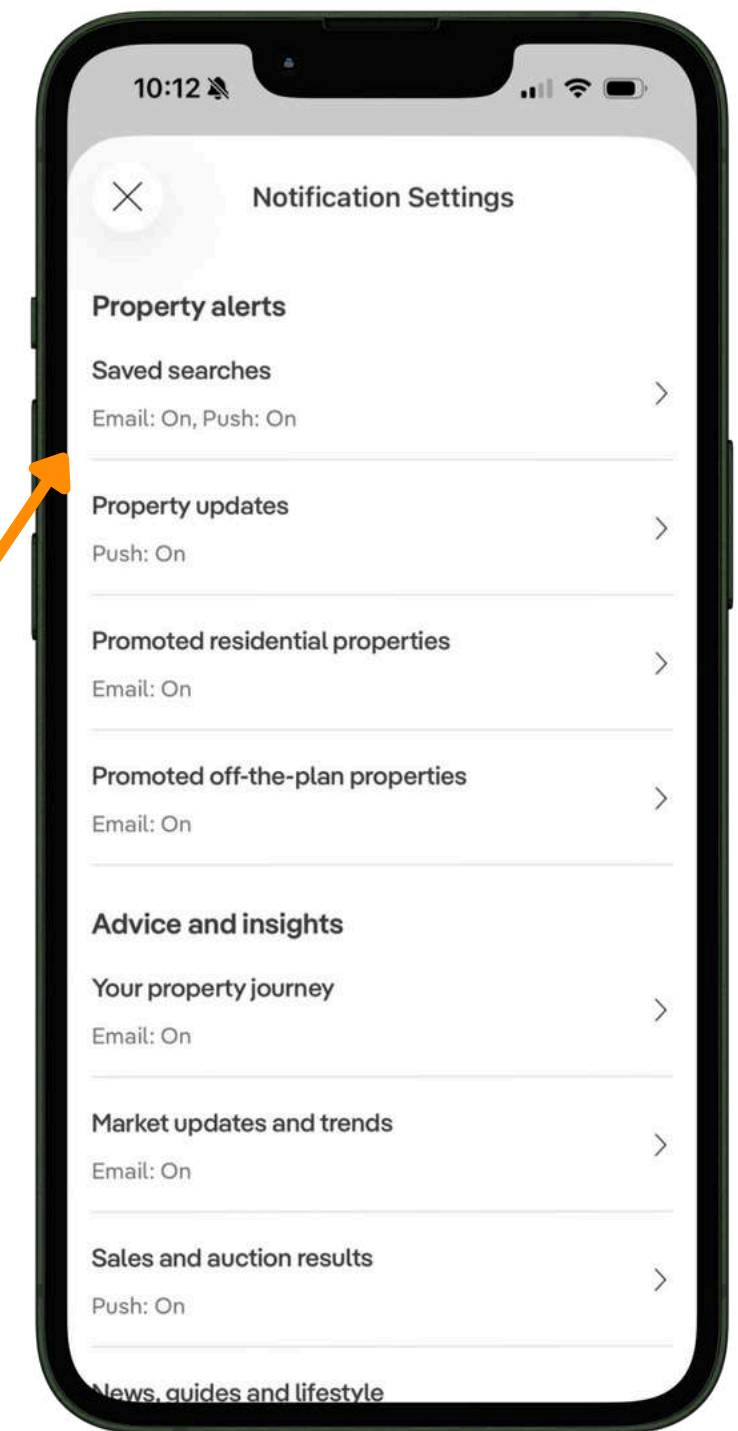 10:12
Notification Settings
Property alerts
Saved searches
Email: On, Push: On
Property updates
Push: On
Promoted residential properties
Email: On
Promoted off-the-plan properties
Email: On
Advice and insights
Your property journey
Email: On
Market updates and trends
Email: On
Sales and auction results
Push: On
News, guides and lifestyle